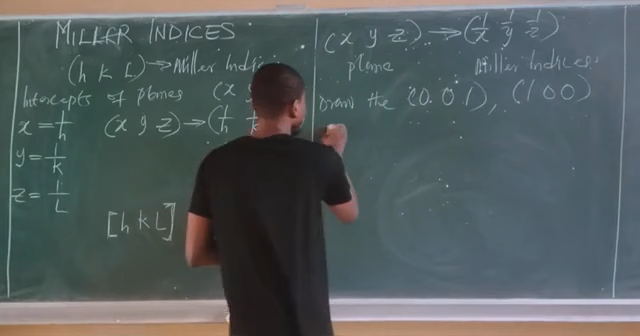 MILLER INDICES
(h k L) → Miller Indic
Intercepts of planes (x y
x = 1/h (x y z) → (1/h 1/k
y = 1/k
z = 1/L
[h k L]
(x y z) → (1/x 1/y 1/z)
plane Miller Indices
Draw the (0 0 1), (1 0 0)